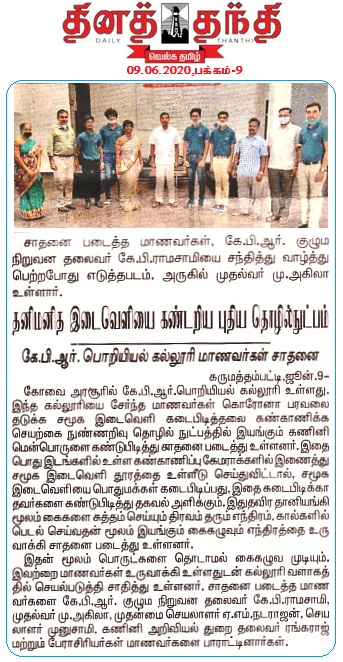 தினத்தந்தி
DAILY THANTHI
வெல்க தமிழ்
09.06.2020,பக்கம்-9
சாதனை படைத்த மாணவர்கள், கே.பி.ஆர். குழும
நிறுவன தலைவர் கே.பி.ராமசாமியை சந்தித்து வாழ்த்து
பெற்றபோது எடுத்தபடம். அருகில் முதல்வர் மு.அகிலா
உள்ளார்.
தனிமனித இடைவெளியை கண்டறிய புதிய தொழில்நுட்பம்
கே.பி.ஆர். பொறியியல் கல்லூரி மாணவர்கள் சாதனை
கருமத்தம்பட்டி,ஜூன்.9-
கோவை அரசூரில் கே.பி.ஆர்.பொறியியல் கல்லூரி உள்ளது.
இந்த கல்லூரியை சேர்ந்த மாணவர்கள் கொரோனா பரவலை
தடுக்க சமூக இடைவெளி கடைபிடித்தலை கண்காணிக்க
செயற்கை நுண்ணறிவு தொழில் நுட்பத்தில் இயங்கும் கணினி
மென்பொருளை கண்டுபிடித்து சாதனை படைத்து உள்ளனர். இதை
பொது இடங்களில் உள்ள கண்காணிப்பு கேமராக்களில் இணைத்து
சமூக இடைவெளி தூரத்தை உள்ளீடு செய்துவிட்டால், சமூக
இடைவெளியை பொதுமக்கள் கடைபிடிப்பது, இதை கடைபிடிக்கா
தவர்களை கண்டுபிடித்து தகவல் அளிக்கும். இதுதவிர தானியங்கி
மூலம் கைகளை சுத்தம் செய்யும் திரவம் தரும் எந்திரம், கால்களில்
பெடல் செய்வதன் மூலம் இயங்கும் கைகழுவும் எந்திரத்தை உரு
வாக்கி சாதனை படைத்து உள்ளனர்.
இதன் மூலம் பொருட்களை தொடாமல் கைகழுவ முடியும்.
இவற்றை மாணவர்கள் உருவாக்கி உள்ளதுடன் கல்லூரி வளாகத்
தில் செயல்படுத்தி சாதித்து உள்ளனர். சாதனை படைத்த மாண
வர்களை கே.பி.ஆர் குழும நிறுவன தலைவர் கே.பி.ராமசாமி,
முதல்வர் மு.அகிலா, முதன்மை செயலாளர் ஏ.எம்.நடராஜன், செய
லாளர் முனுசாமி, கணினி அறிவியல் துறை தலைவர் ரங்கராஜ்
மற்றும் பேராசிரியர்கள் மாணவர்களை பாராட்டினார்கள்.